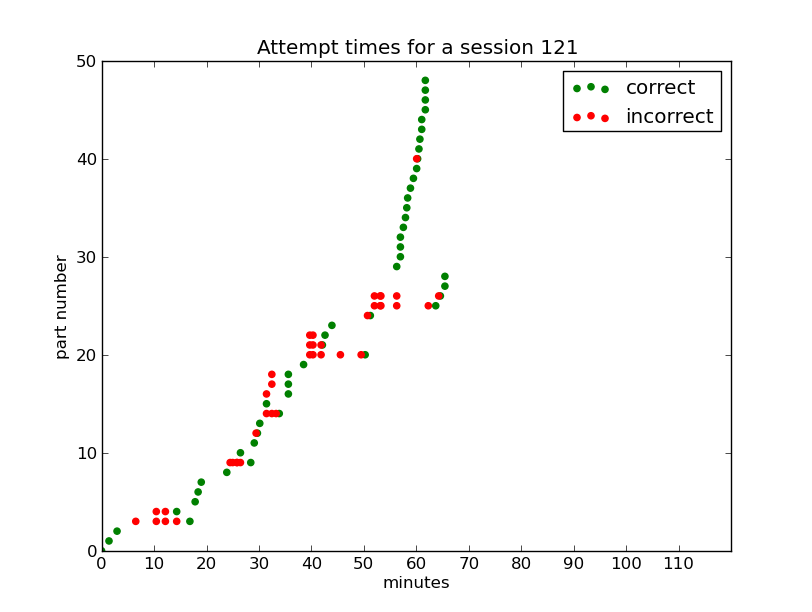 Attempt times for a session 121
50
40
30
20
10
0
part number
correct
incorrect
0 10 20 30 40 50 60 70 80 90 100 110
minutes